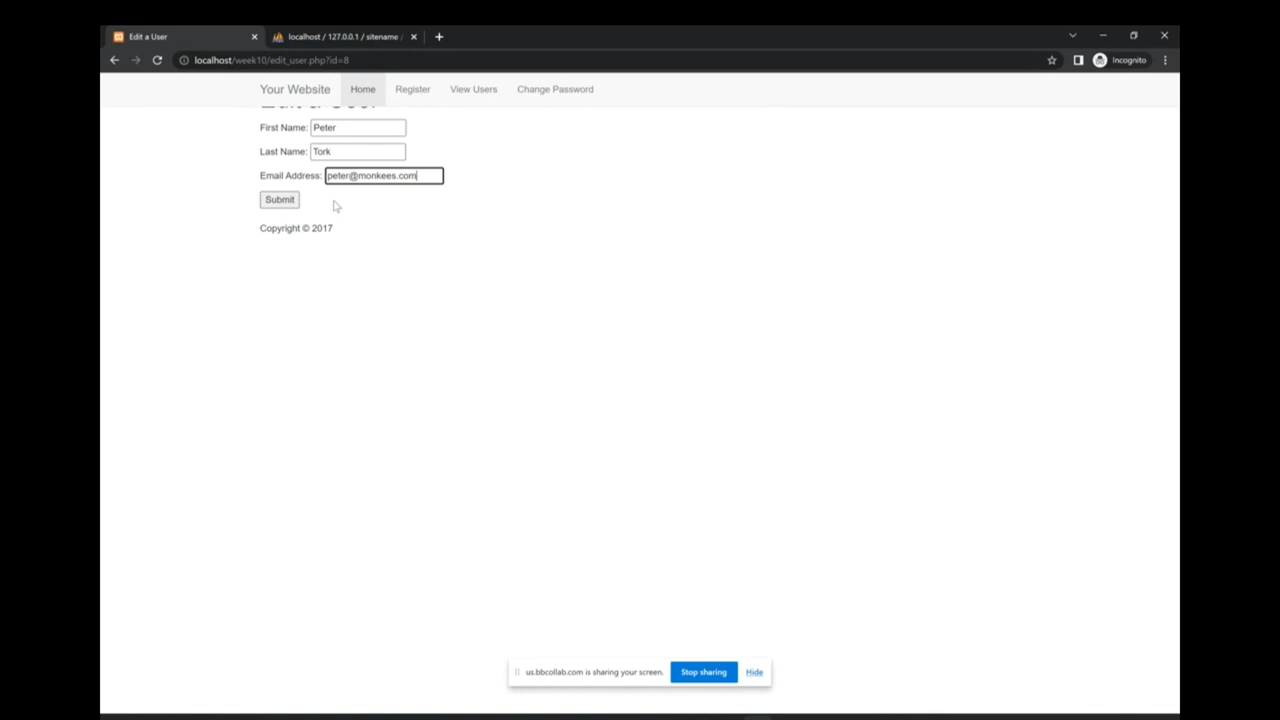 Edit a User
localhost / 127.0.0.1 / sitename /
localhost/week10/edit_user.php?id=8
Incognito
Your Website Home Register View Users Change Password
First Name: Peter
Last Name: Tork
Email Address: peter@monkees.com
Submit
Copyright © 2017
us.bbcollab.com is sharing your screen. Stop sharing Hide